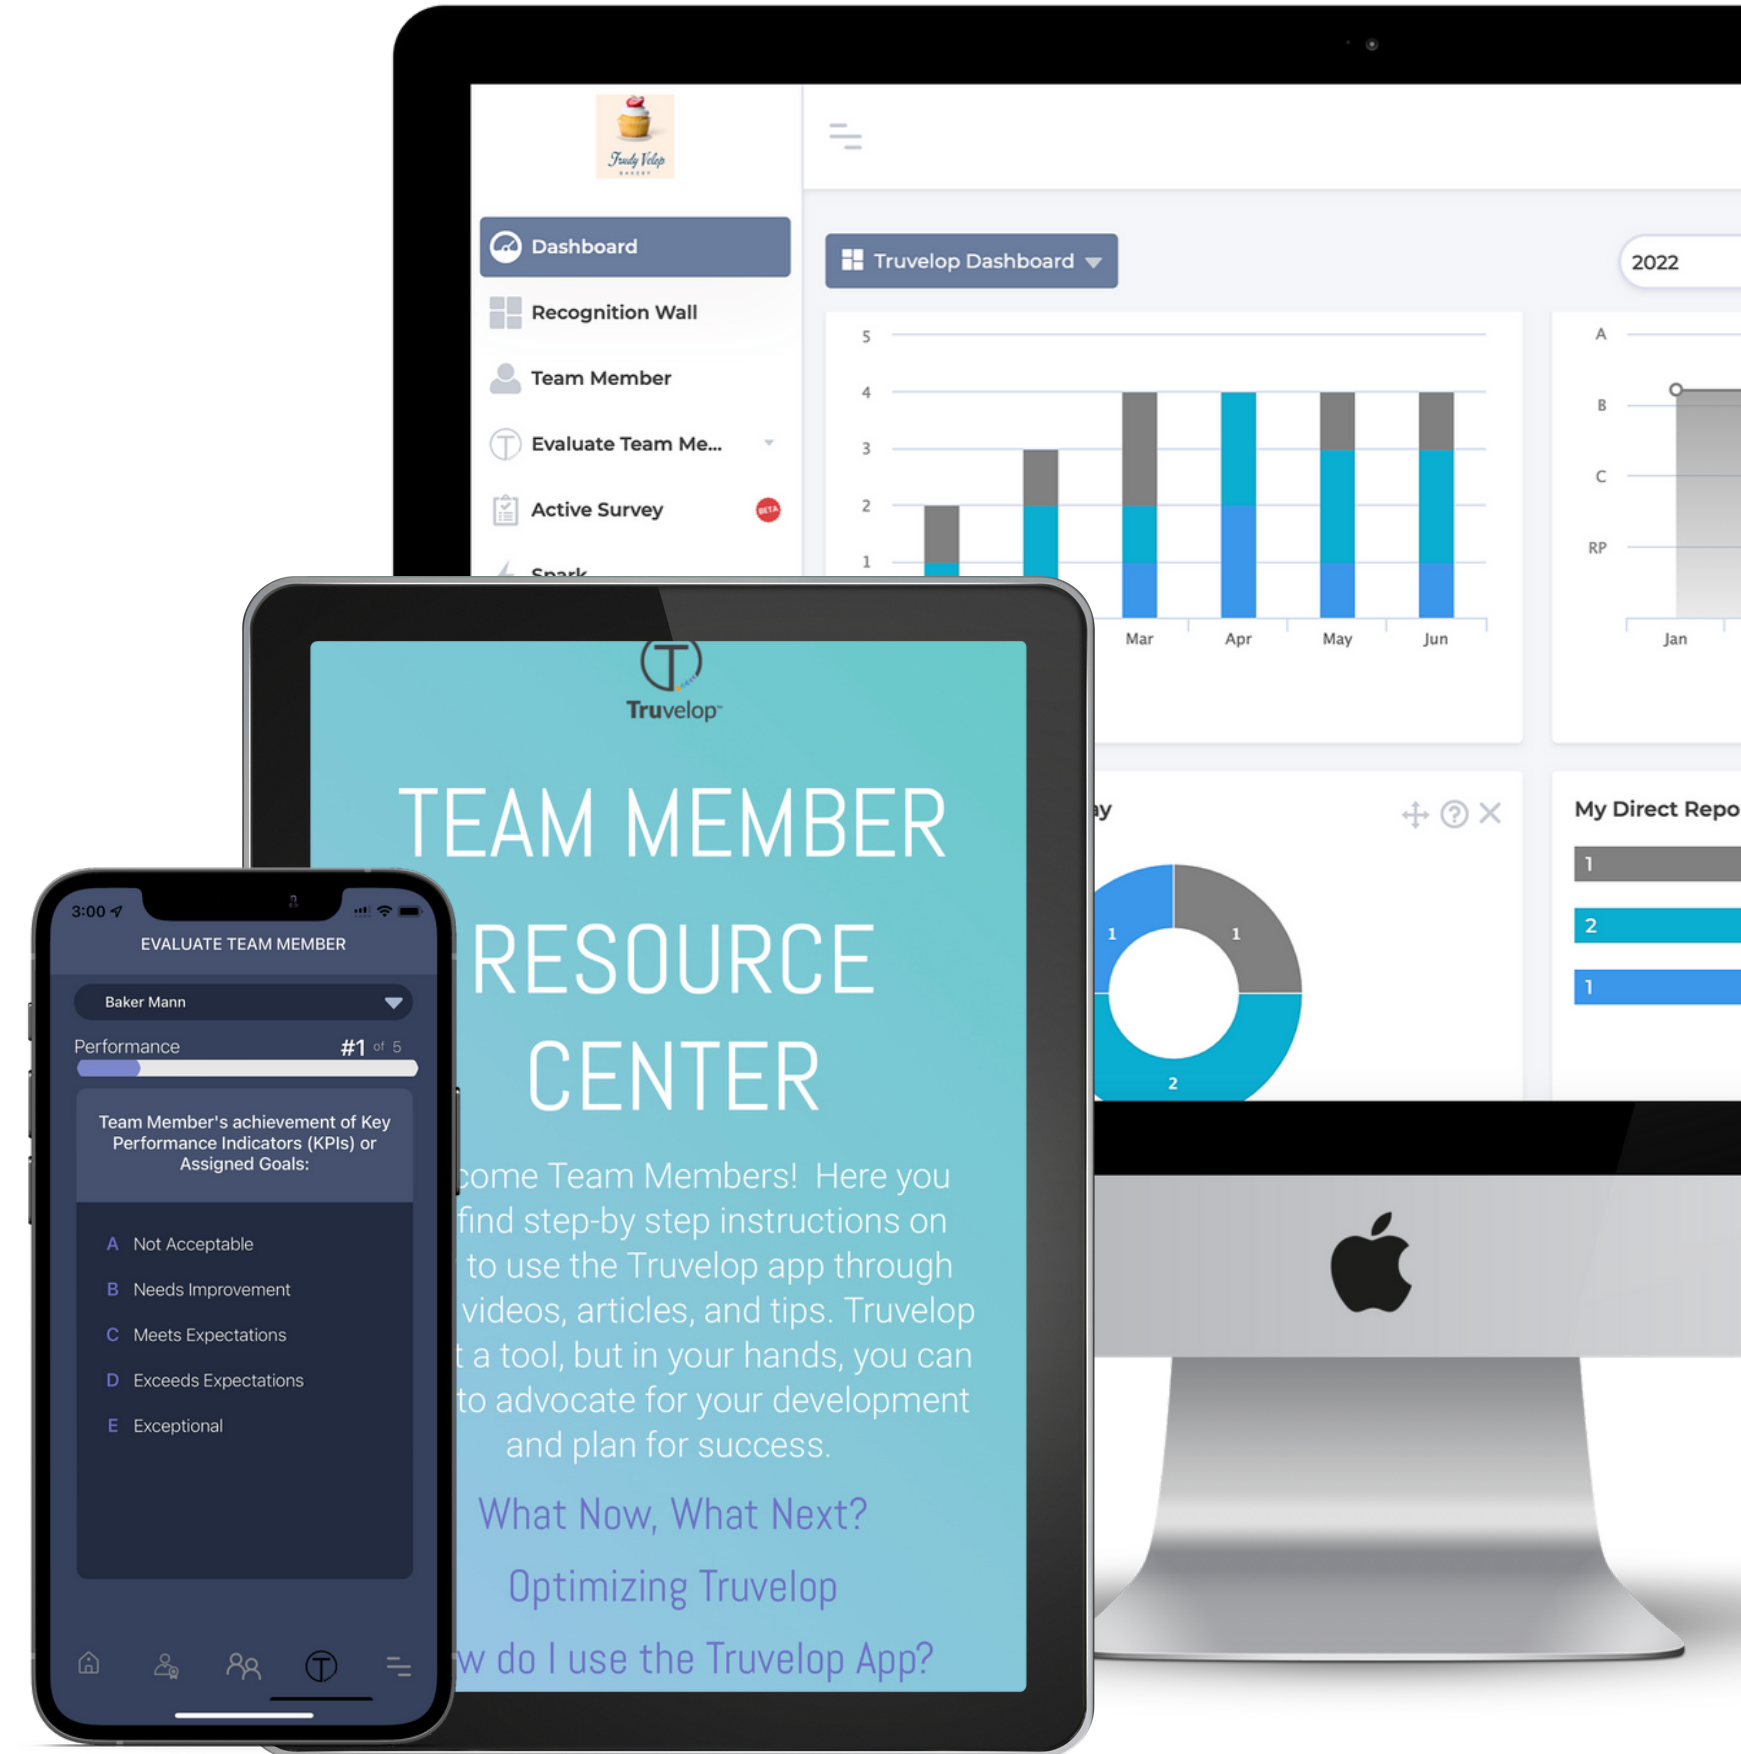 Trudy Velop
BAKERY
Dashboard
Recognition Wall
Team Member
Evaluate Team Me...
Active Survey
BETA
Spark
Truvelop Dashboard
2022
5
4
3
2
1
Mar
Apr
May
Jun
A
B
C
RP
Jan
1
1
2
My Direct Repo
1
2
1
T
Truvelop
TEAM MEMBER
RESOURCE
CENTER
come Team Members! Here you
find step-by step instructions on
to use the Truvelop app through
videos, articles, and tips. Truvelop
t a tool, but in your hands, you can
to advocate for your development
and plan for success.
What Now, What Next?
Optimizing Truvelop
w do I use the Truvelop App?
3:00
EVALUATE TEAM MEMBER
Baker Mann
Performance #1 of 5
Team Member's achievement of Key
Performance Indicators (KPIs) or
Assigned Goals:
A Not Acceptable
B Needs Improvement
C Meets Expectations
D Exceeds Expectations
E Exceptional